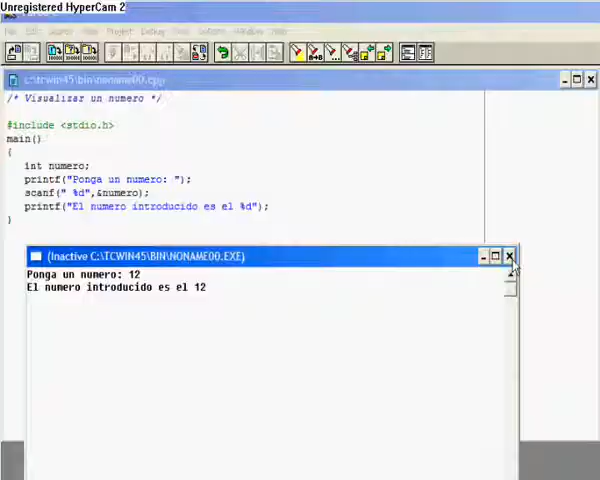 Unregistered HyperCam 2
c:\tcwin45\bin\noname00.cpp
/* Visualizar un numero */
#include <stdio.h>
main()
{
int numero;
printf("Ponga un numero: ");
scanf(" %d",&numero);
printf("El numero introducido es el %d");
}
(Inactive C:\TCWIN45\BIN\NONAME00.EXE)
Ponga un numero: 12
El numero introducido es el 12